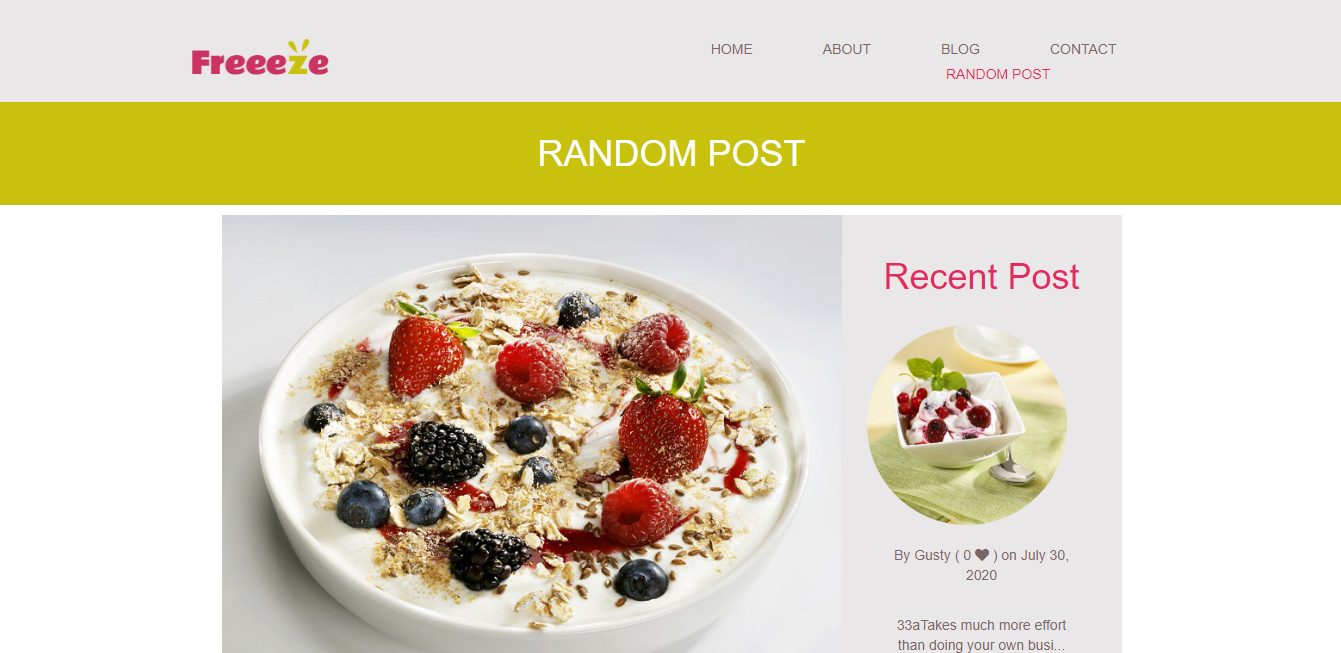 Freeeze
HOME
ABOUT
BLOG
CONTACT
RANDOM POST
RANDOM POST
Recent Post
By Gusty ( 0 ♥ ) on July 30,
2020
33aTakes much more effort
than doing your own busi...